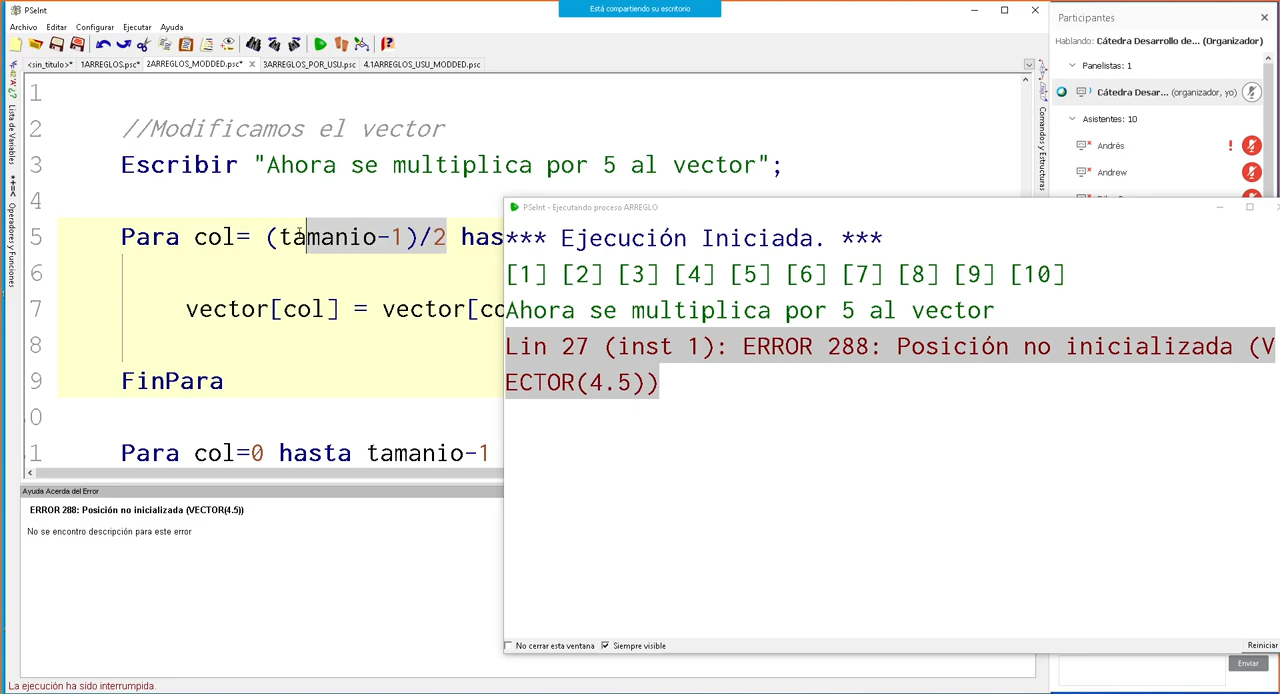 PSeInt
Está compartiendo su escritorio
Archivo Editar Configurar Ejecutar Ayuda
<sin_titulo>* 1ARREGLOS.psc* 2ARREGLOS_MODDED.psc* 3ARREGLOS_POR_USU.psc 4.1ARREGLOS_USU_MODDED.psc
Lista de Variables
Operadores y Funciones
Comandos y Estructuras
1
2 //Modificamos el vector
3 Escribir "Ahora se multiplica por 5 al vector";
4
5 Para col= (tamanio-1)/2 has
6
7 vector[col] = vector[co
8
9 FinPara
0
1 Para col=0 hasta tamanio-1
PSeInt - Ejecutando proceso ARREGLO
*** Ejecución Iniciada. ***
[1] [2] [3] [4] [5] [6] [7] [8] [9] [10]
Ahora se multiplica por 5 al vector
Lin 27 (inst 1): ERROR 288: Posición no inicializada (V
ECTOR(4.5))
No cerrar esta ventana Siempre visible Reiniciar
Ayuda Acerca del Error
ERROR 288: Posición no inicializada (VECTOR(4.5))
No se encontro descripción para este error
La ejecución ha sido interrumpida.
Participantes
Hablando: Cátedra Desarrollo de... (Organizador)
Panelistas: 1
Cátedra Desar... (organizador, yo)
Asistentes: 10
Andrés
Andrew
Enviar